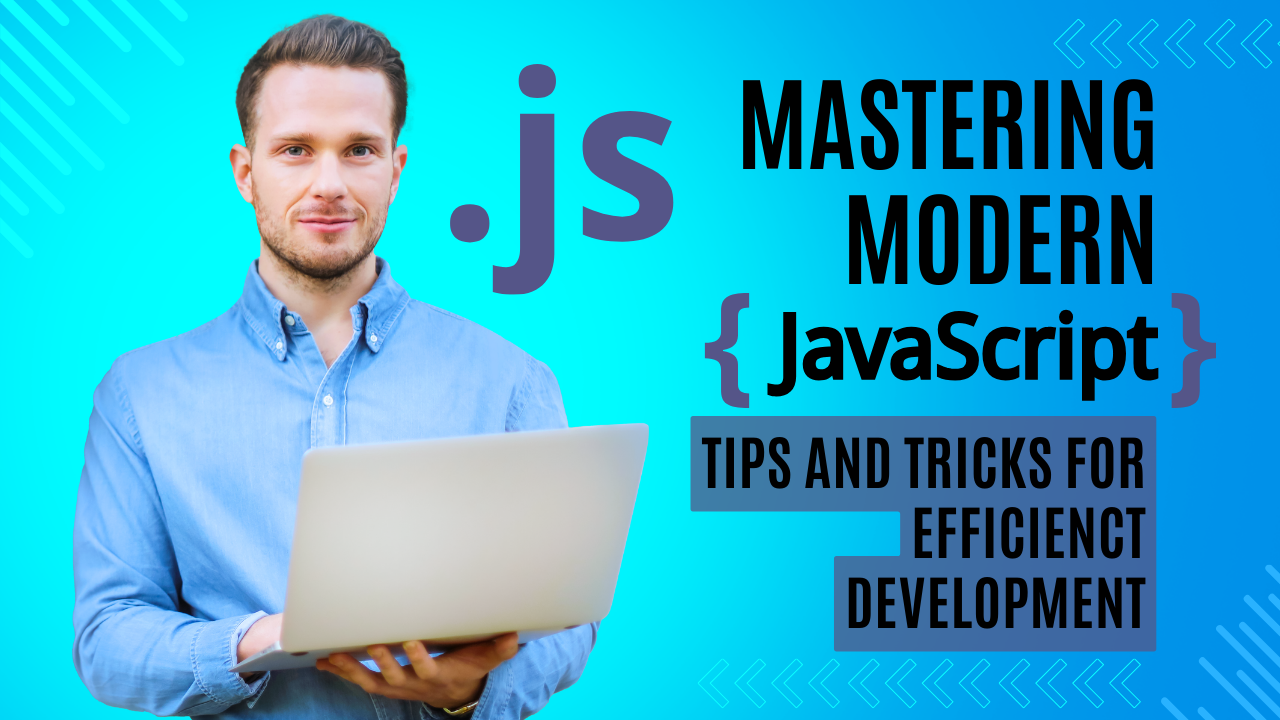 .js
MASTERING
MODERN
{ JavaScript }
TIPS AND TRICKS FOR
EFFICIENCT
DEVELOPMENT